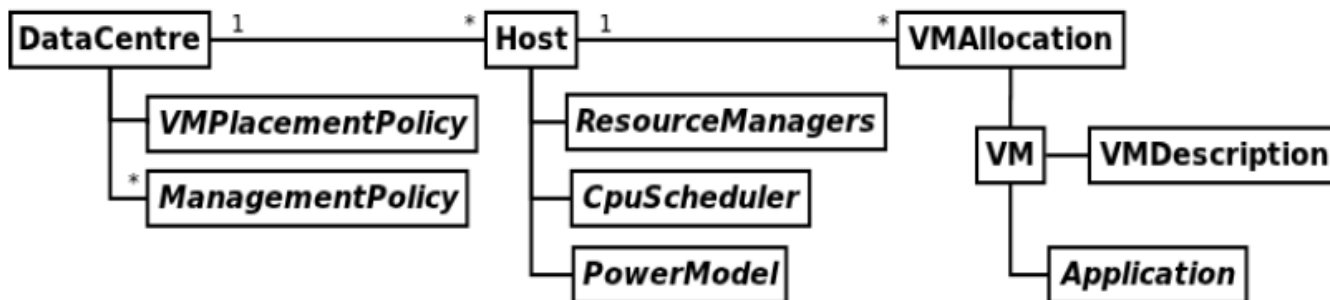 DataCentre 1 * Host 1 * VMAllocation
VMPlacementPolicy ResourceManagers
VM VMDescription
* ManagementPolicy CpuScheduler
PowerModel Application